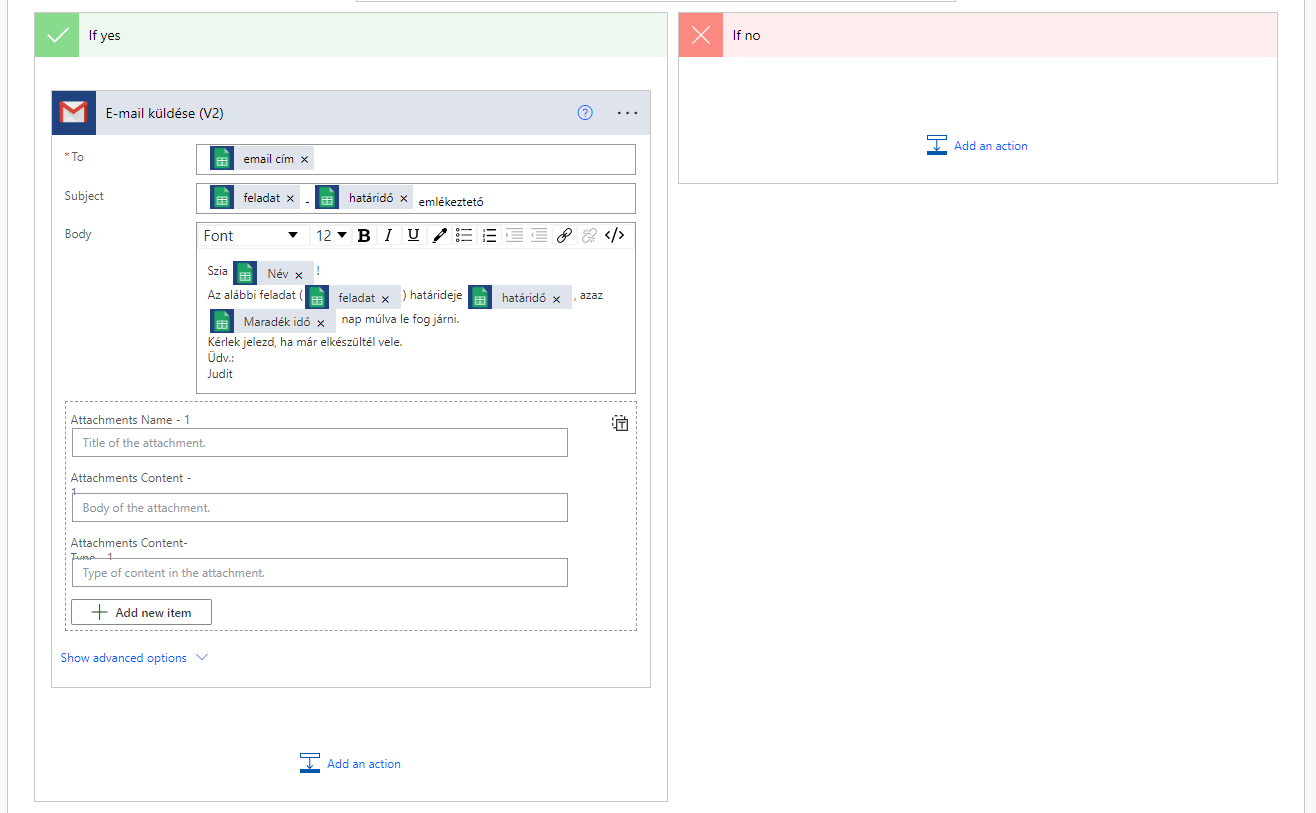 If yes
If no
E-mail küldése (V2)
Add an action
* To
email cím ×
Subject
feladat × - határidő × emlékeztető
Body
Font 12 B I U </>
Szia Név × !
Az alábbi feladat ( feladat × ) határideje határidő × , azaz
Maradék idő × nap múlva le fog járni.
Kérlek jelezd, ha már elkészültél vele.
Üdv.:
Judit
Attachments Name - 1
Title of the attachment.
Attachments Content -
1
Body of the attachment.
Attachments Content-
Type - 1
Type of content in the attachment.
Add new item
Show advanced options
Add an action